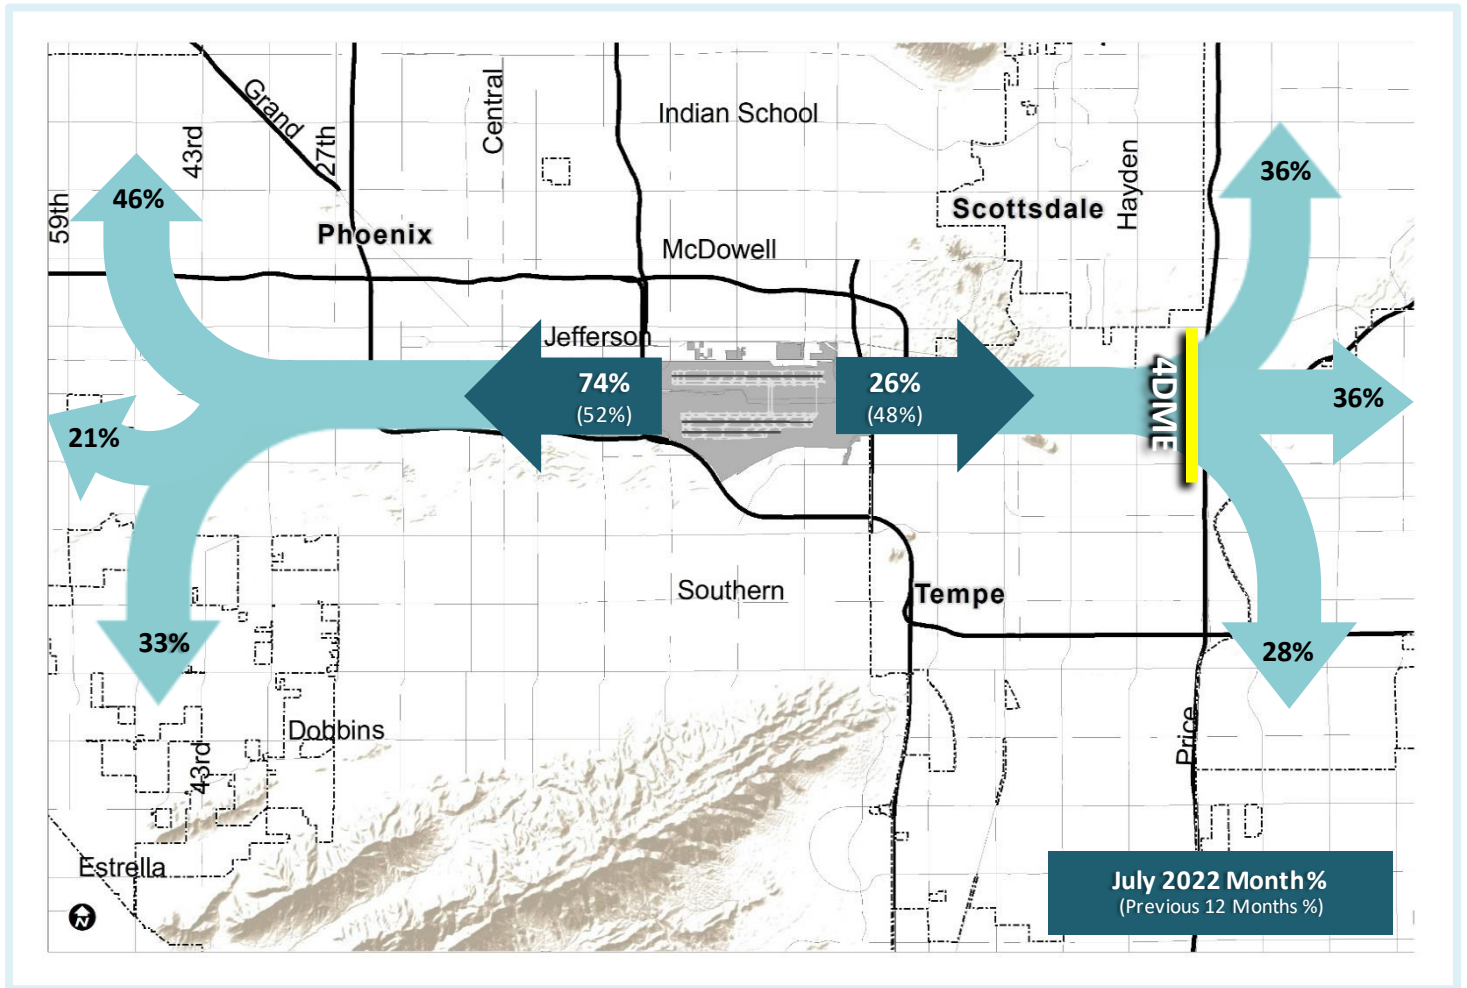 Grand
43rd
27th
Central
Indian School
Hayden
36%
46%
59th
Phoenix
Scottsdale
McDowell
Jefferson
74%
(52%)
26%
(48%)
4DME
36%
21%
33%
Southern
Tempe
28%
Dobbins
43rd
Price
Estrella
N
July 2022 Month%
(Previous 12 Months %)